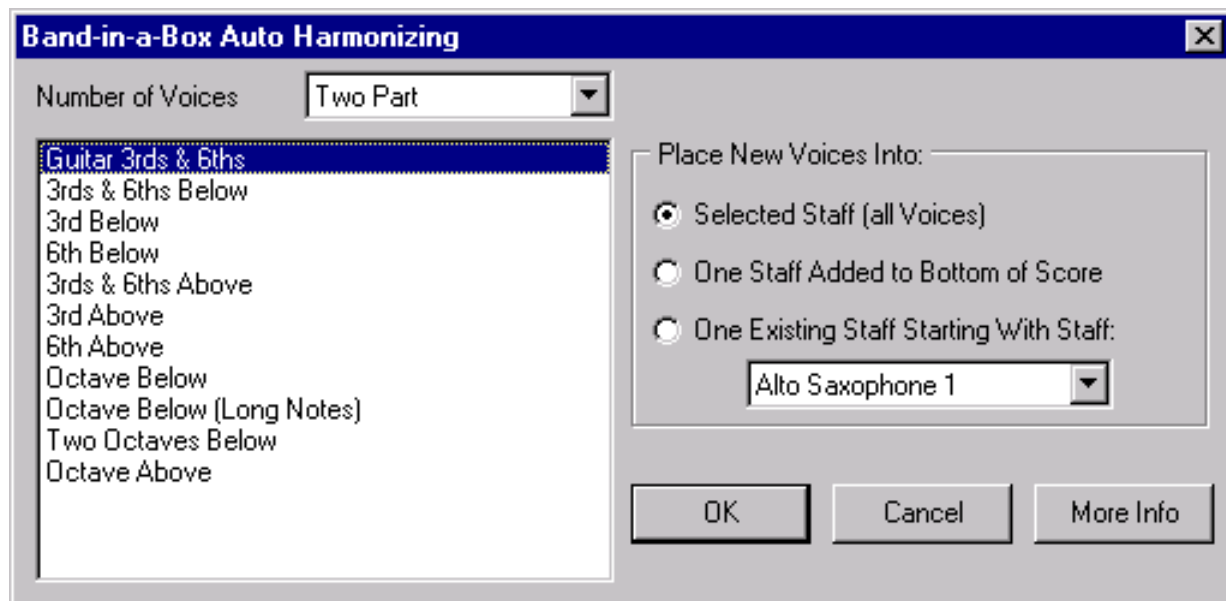 Band-in-a-Box Auto Harmonizing
Number of Voices
Two Part
Guitar 3rds & 6ths
3rds & 6ths Below
3rd Below
6th Below
3rds & 6ths Above
3rd Above
6th Above
Octave Below
Octave Below (Long Notes)
Two Octaves Below
Octave Above
Place New Voices Into:
Selected Staff (all Voices)
One Staff Added to Bottom of Score
One Existing Staff Starting With Staff:
Alto Saxophone 1
OK
Cancel
More Info